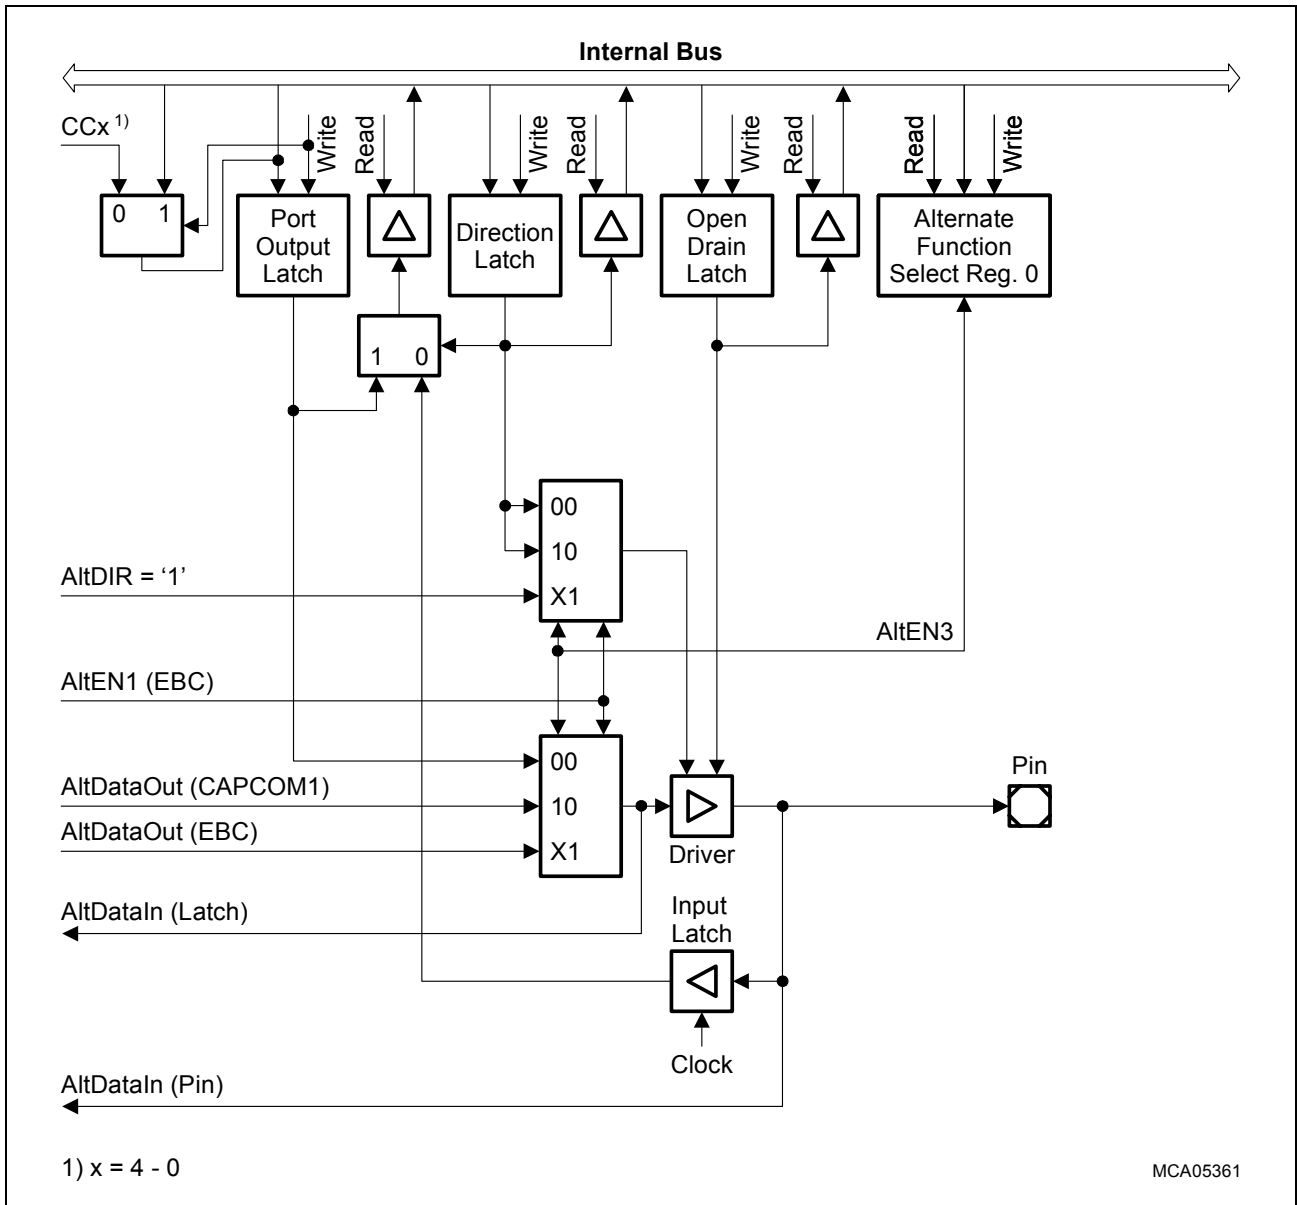 Internal Bus
CCx 1)
Write
Read
Write
Read
Write
Read
Read
Write
0 1
Port
Output
Latch
Direction
Latch
Open
Drain
Latch
Alternate
Function
Select Reg. 0
1 0
00
10
X1
AltDIR = ‘1’
AltEN3
AltEN1 (EBC)
00
10
X1
AltDataOut (CAPCOM1)
AltDataOut (EBC)
Driver
Pin
AltDataIn (Latch)
Input
Latch
Clock
AltDataIn (Pin)
1) x = 4 - 0
MCA05361